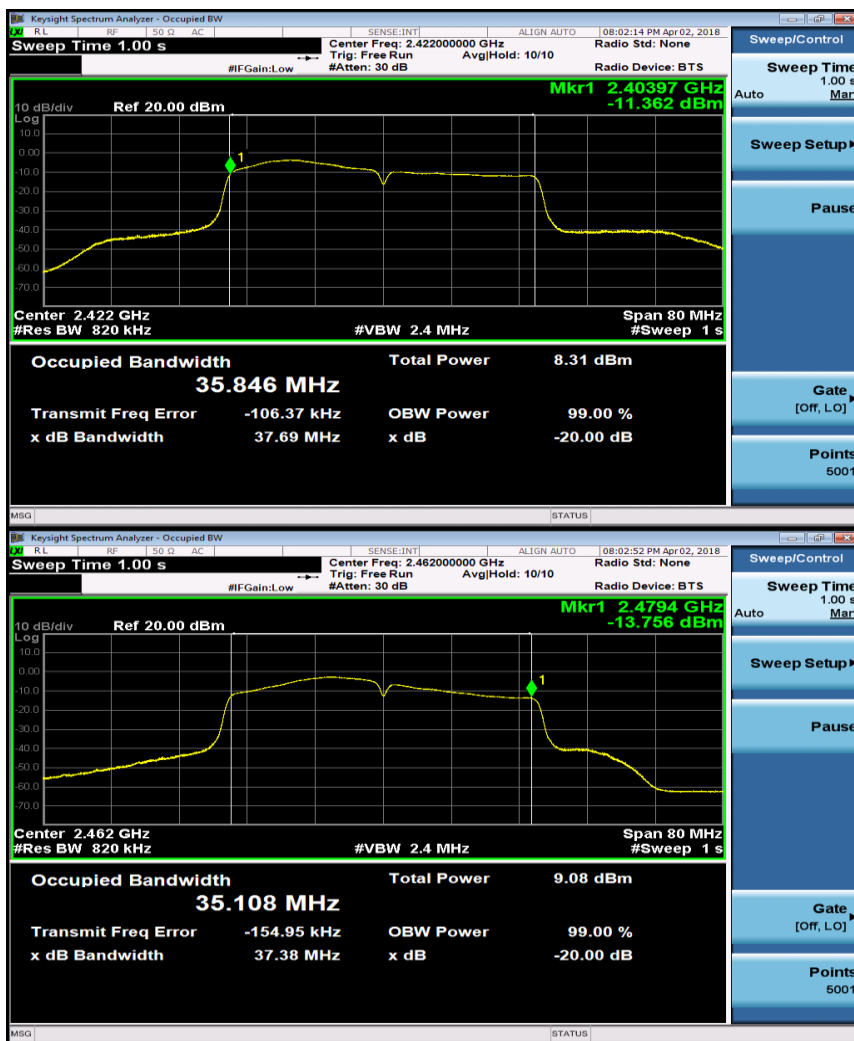 Keysight Spectrum Analyzer - Occupied BW
LXI RL RF 50 Ω AC SENSE:INT ALIGN AUTO 08:02:14 PM Apr 02, 2018
Sweep Time 1.00 s
Center Freq: 2.422000000 GHz Radio Std: None
Trig: Free Run Avg|Hold: 10/10
#IFGain:Low #Atten: 30 dB Radio Device: BTS
Mkr1 2.40397 GHz
-11.362 dBm
10 dB/div Ref 20.00 dBm
Log
10.0
0.00
-10.0
-20.0
-30.0
-40.0
-50.0
-60.0
-70.0
1
Center 2.422 GHz Span 80 MHz
#Res BW 820 kHz #VBW 2.4 MHz #Sweep 1 s
Occupied Bandwidth Total Power 8.31 dBm
35.846 MHz
Transmit Freq Error -106.37 kHz OBW Power 99.00 %
x dB Bandwidth 37.69 MHz x dB -20.00 dB
MSG STATUS
Sweep/Control
Sweep Time
1.00 s
Auto Man
Sweep Setup
Pause
Gate
[Off, LO]
Points
5001
Keysight Spectrum Analyzer - Occupied BW
LXI RL RF 50 Ω AC SENSE:INT ALIGN AUTO 08:02:52 PM Apr 02, 2018
Sweep Time 1.00 s
Center Freq: 2.462000000 GHz Radio Std: None
Trig: Free Run Avg|Hold: 10/10
#IFGain:Low #Atten: 30 dB Radio Device: BTS
Mkr1 2.4794 GHz
-13.756 dBm
10 dB/div Ref 20.00 dBm
Log
10.0
0.00
-10.0
-20.0
-30.0
-40.0
-50.0
-60.0
-70.0
1
Center 2.462 GHz Span 80 MHz
#Res BW 820 kHz #VBW 2.4 MHz #Sweep 1 s
Occupied Bandwidth Total Power 9.08 dBm
35.108 MHz
Transmit Freq Error -154.95 kHz OBW Power 99.00 %
x dB Bandwidth 37.38 MHz x dB -20.00 dB
MSG STATUS
Sweep/Control
Sweep Time
1.00 s
Auto Man
Sweep Setup
Pause
Gate
[Off, LO]
Points
5001